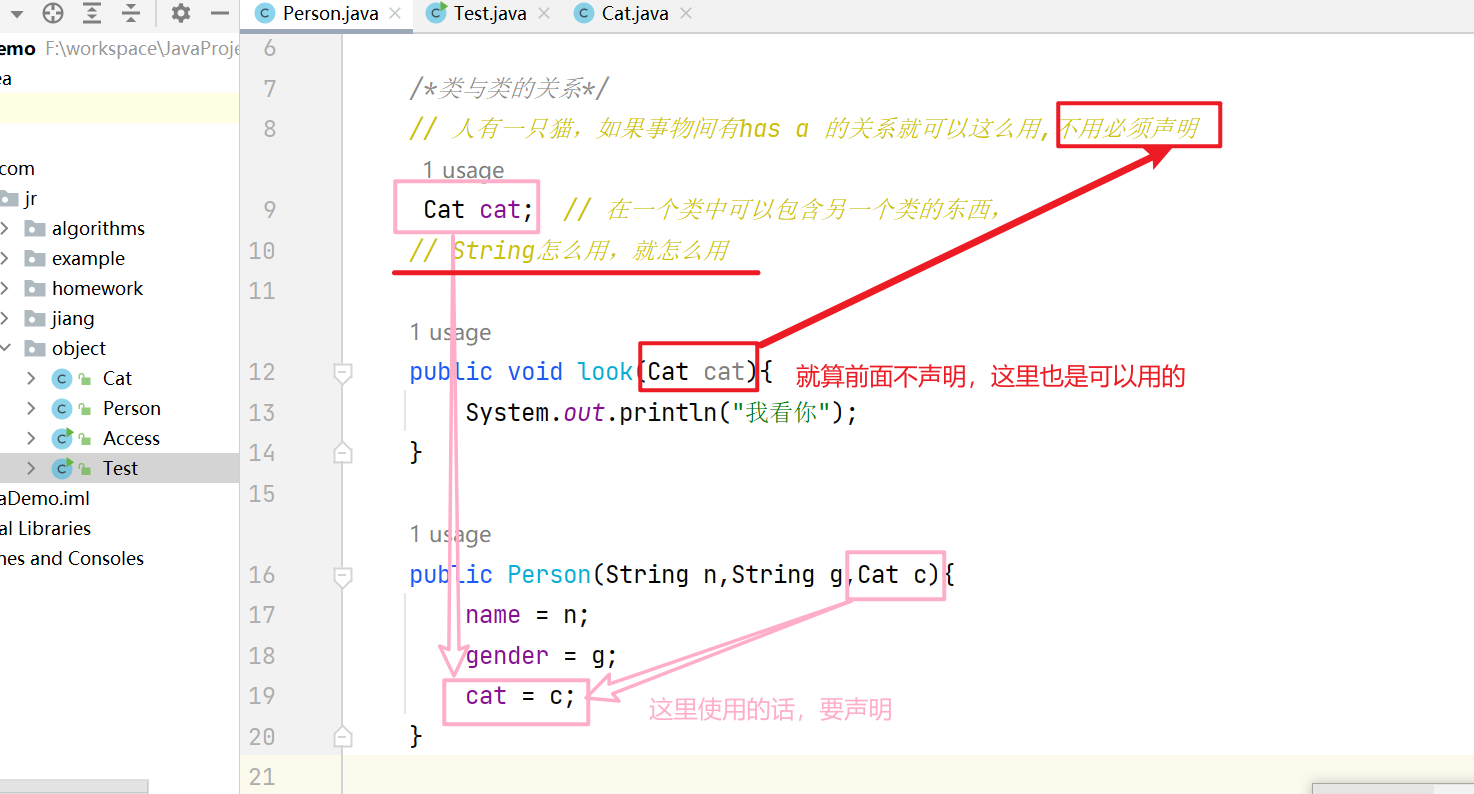 Person.java
Test.java
Cat.java
emo F:\workspace\JavaProje
ea
com
jr
algorithms
example
homework
jiang
object
Cat
Person
Access
Test
aDemo.iml
al Libraries
nes and Consoles
6
7 /*类与类的关系*/
8 // 人有一只猫，如果事物间有has a 的关系就可以这么用,不用必须声明
1 usage
9 Cat cat; // 在一个类中可以包含另一个类的东西，
10 // String怎么用，就怎么用
11
1 usage
12 public void look(Cat cat){ 就算前面不声明，这里也是可以用的
13 System.out.println("我看你");
14 }
15
1 usage
16 public Person(String n,String g,Cat c){
17 name = n;
18 gender = g;
19 cat = c; 这里使用的话，要声明
20 }
21